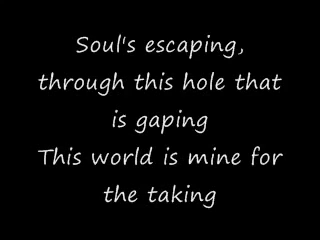 Soul's escaping,
through this hole that
is gaping
This world is mine for
the taking